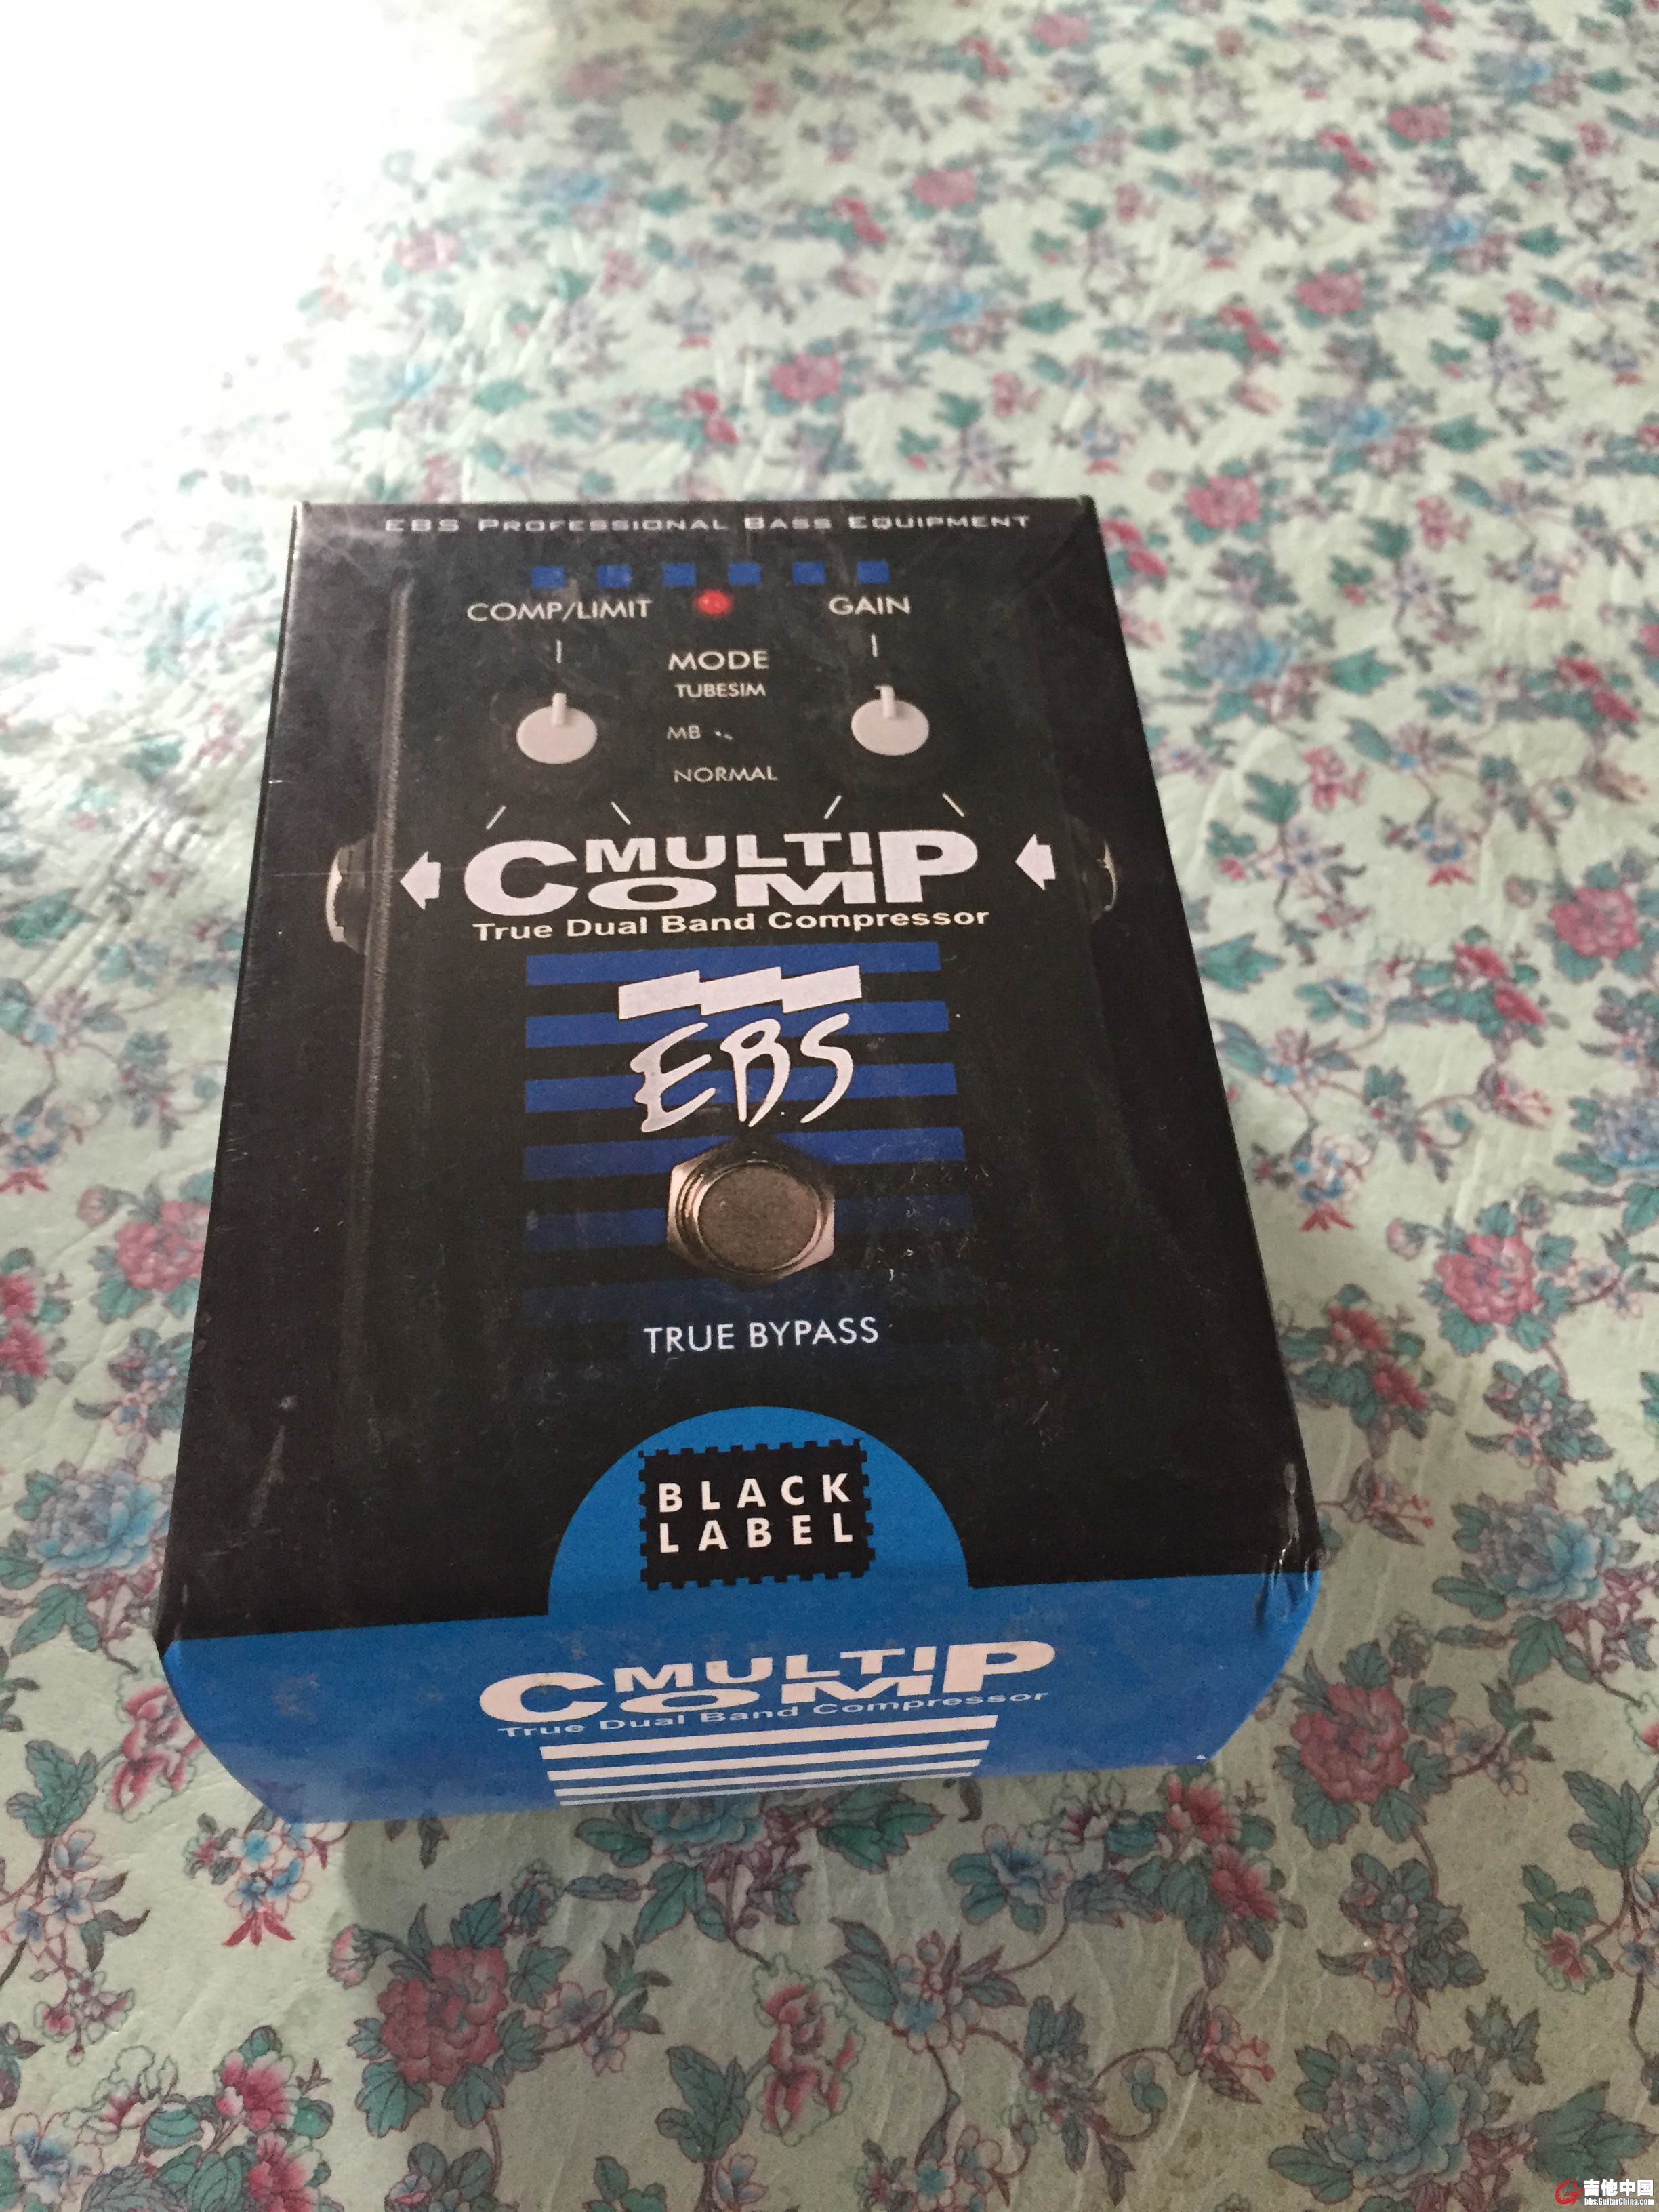 EBS PROFESSIONAL BASS EQUIPMENT
COMP/LIMIT
GAIN
MODE
TUBESIM
MB
NORMAL
MULTI
COMP
True Dual Band Compressor
EBS
TRUE BYPASS
BLACK
LABEL
MULTI
COMP
True Dual Band Compressor
吉他中国
bbs.GuitarChina.com